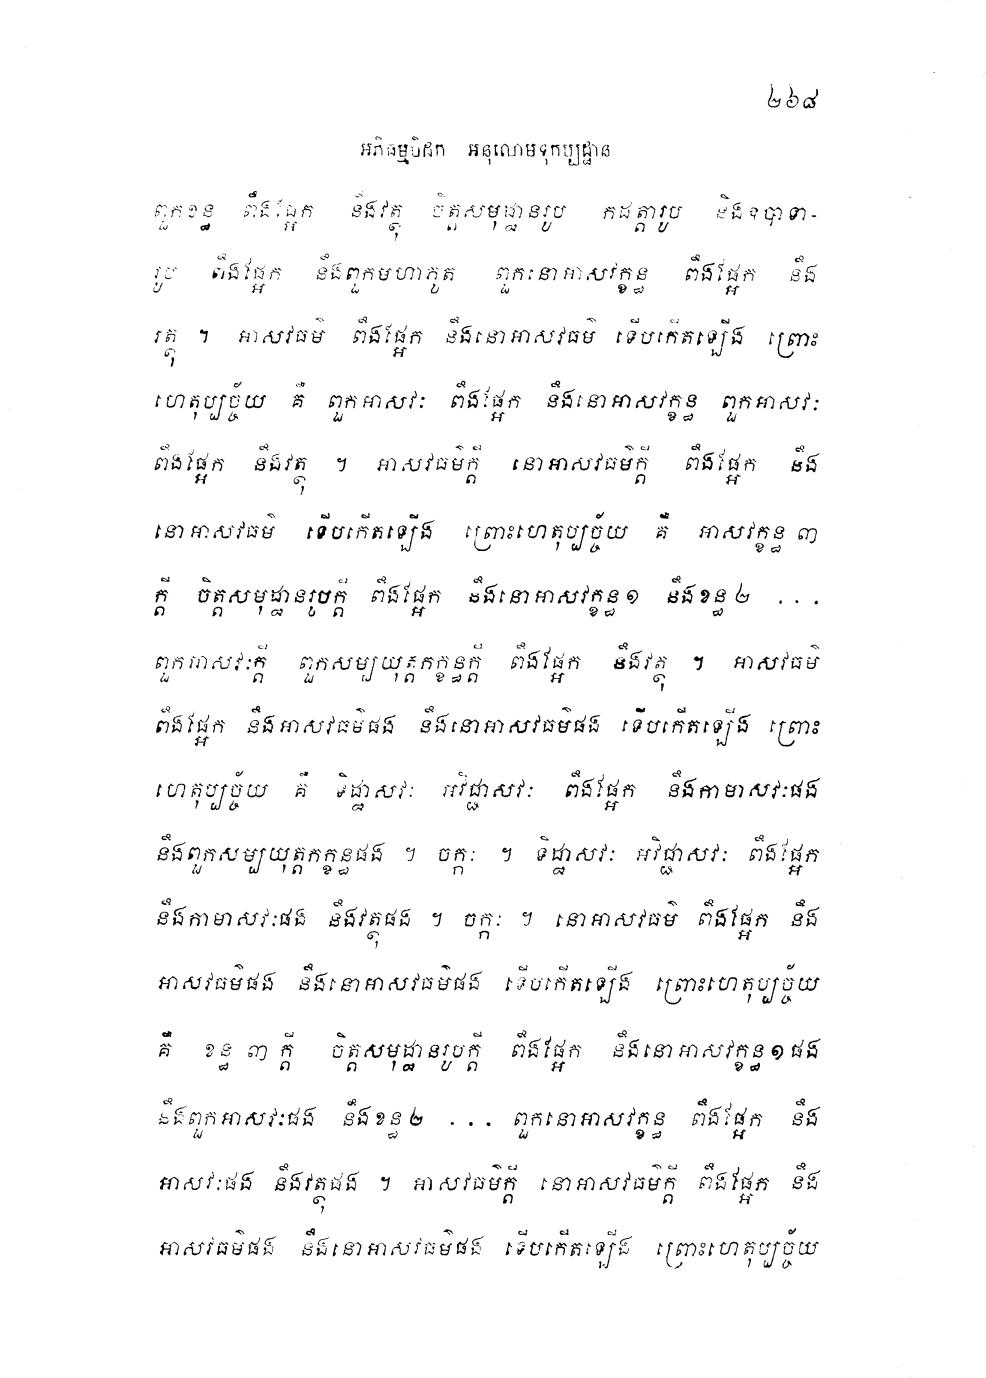 ២៦៨
អភិធម្មបិដក អនុលោមទុកប្បដ្ឋាន
ពួកខន្ធ ពឹងផ្អែក នឹងវត្ថុ ចិត្តសមុដ្ឋានរូប កដត្តារូប និងឧបាទា-
រូប ពឹងផ្អែក នឹងពួកមហាភូត ពួកនោអាសវក្ខន្ធ ពឹងផ្អែក នឹង
វត្ថុ ។ អាសវធម៌ ពឹងផ្អែក នឹងនោអាសវធម៌ ទើបកើតឡើង ព្រោះ
ហេតុប្បច្ច័យ គឺ ពួកអាសវៈ ពឹងផ្អែក នឹងនោអាសវក្ខន្ធ ពួកអាសវៈ
ពឹងផ្អែក នឹងវត្ថុ ។ អាសវធម៌ក្តី នោអាសវធម៌ក្តី ពឹងផ្អែក នឹង
នោអាសវធម៌ ទើបកើតឡើង ព្រោះហេតុប្បច្ច័យ គឺ អាសវក្ខន្ធ ៣
ក្តី ចិត្តសមុដ្ឋានរូបក្តី ពឹងផ្អែក នឹងនោអាសវក្ខន្ធ១ នឹងខន្ធ២ ...
ពួកអាសវៈក្តី ពួកសម្បយុត្តកក្ខន្ធក្តី ពឹងផ្អែក នឹងវត្ថុ ។ អាសវធម៌
ពឹងផ្អែក នឹងអាសវធម៌ផង នឹងនោអាសវធម៌ផង ទើបកើតឡើង ព្រោះ
ហេតុប្បច្ច័យ គឺ ទិដ្ឋាសវៈ អវិជ្ជាសវៈ ពឹងផ្អែក នឹងកាមាសវៈផង
នឹងពួកសម្បយុត្តកក្ខន្ធផង ។ ចក្កៈ ។ ទិដ្ឋាសវៈ អវិជ្ជាសវៈ ពឹងផ្អែក
នឹងកាមាសវៈផង នឹងវត្ថុផង ។ ចក្កៈ ។ នោអាសវធម៌ ពឹងផ្អែក នឹង
អាសវធម៌ផង នឹងនោអាសវធម៌ផង ទើបកើតឡើង ព្រោះហេតុប្បច្ច័យ
គឺ ខន្ធ ៣ ក្តី ចិត្តសមុដ្ឋានរូបក្តី ពឹងផ្អែក នឹងនោអាសវក្ខន្ធ១ផង
នឹងពួកអាសវៈផង នឹងខន្ធ២ ... ពួកនោអាសវក្ខន្ធ ពឹងផ្អែក នឹង
អាសវៈផង នឹងវត្ថុផង ។ អាសវធម៌ក្តី នោអាសវធម៌ក្តី ពឹងផ្អែក នឹង
អាសវធម៌ផង នឹងនោអាសវធម៌ផង ទើបកើតឡើង ព្រោះហេតុប្បច្ច័យ